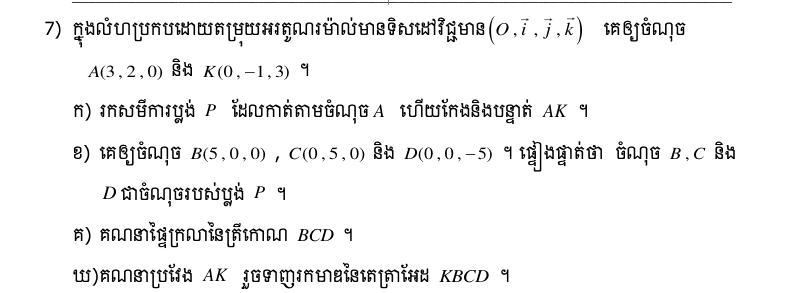 7) ក្នុងលំហប្រកបដោយតម្រុយអរតូណរម៉ាល់មានទិសដៅវិជ្ជមាន(O , i⃗ , j⃗ , k⃗) គេឲ្យចំណុច
A(3 , 2 , 0) និង K(0 , −1 , 3) ។
ក) រកសមីការប្លង់ P ដែលកាត់តាមចំណុច A ហើយកែងនិងបន្ទាត់ AK ។
ខ) គេឲ្យចំណុច B(5 , 0 , 0) , C(0 , 5 , 0) និង D(0 , 0 , −5) ។ ផ្ទៀងផ្ទាត់ថា ចំណុច B , C និង
D ជាចំណុចរបស់ប្លង់ P ។
គ) គណនាផ្ទៃក្រលានៃត្រីកោណ BCD ។
ឃ)គណនាប្រវែង AK រួចទាញរកមាឌនៃតេត្រាអែដ KBCD ។